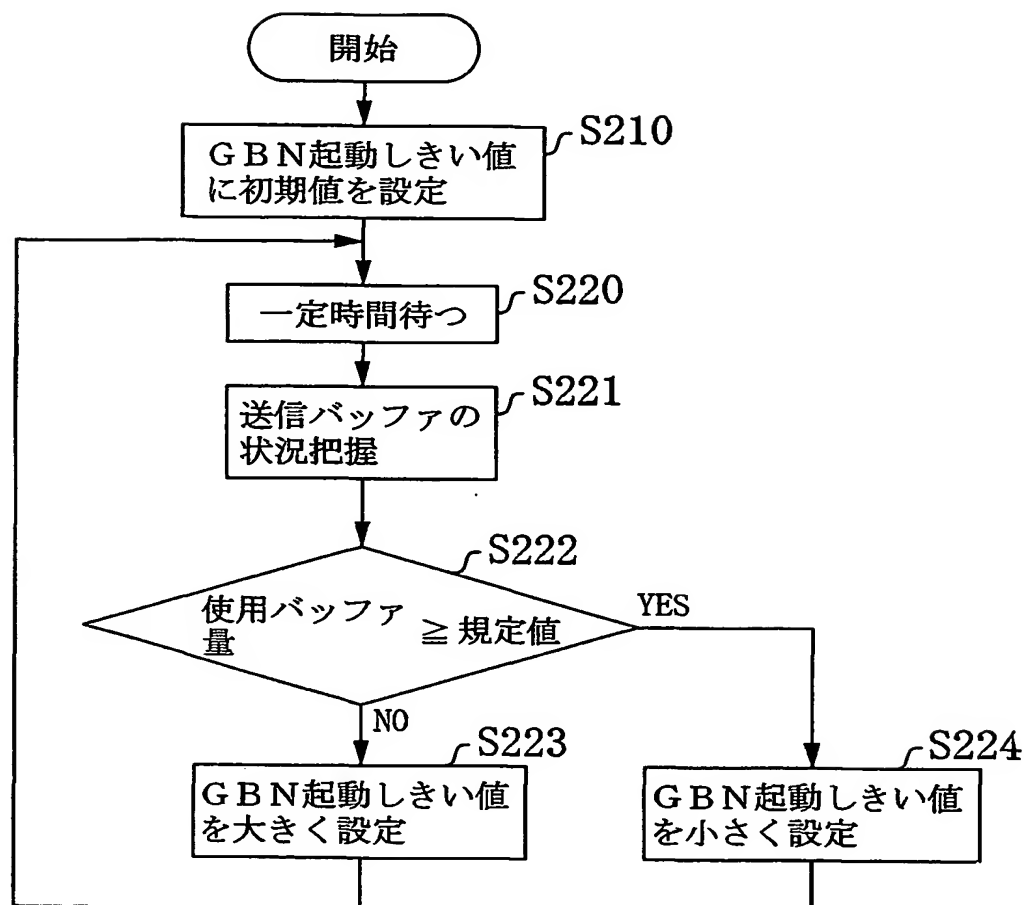 開始
S210
GBN起動しきい値
に初期値を設定
S220
一定時間待つ
S221
送信バッファの
状況把握
S222
使用バッファ
量
≧ 規定値
YES
NO
S223
GBN起動しきい値
を大きく設定
S224
GBN起動しきい値
を小さく設定